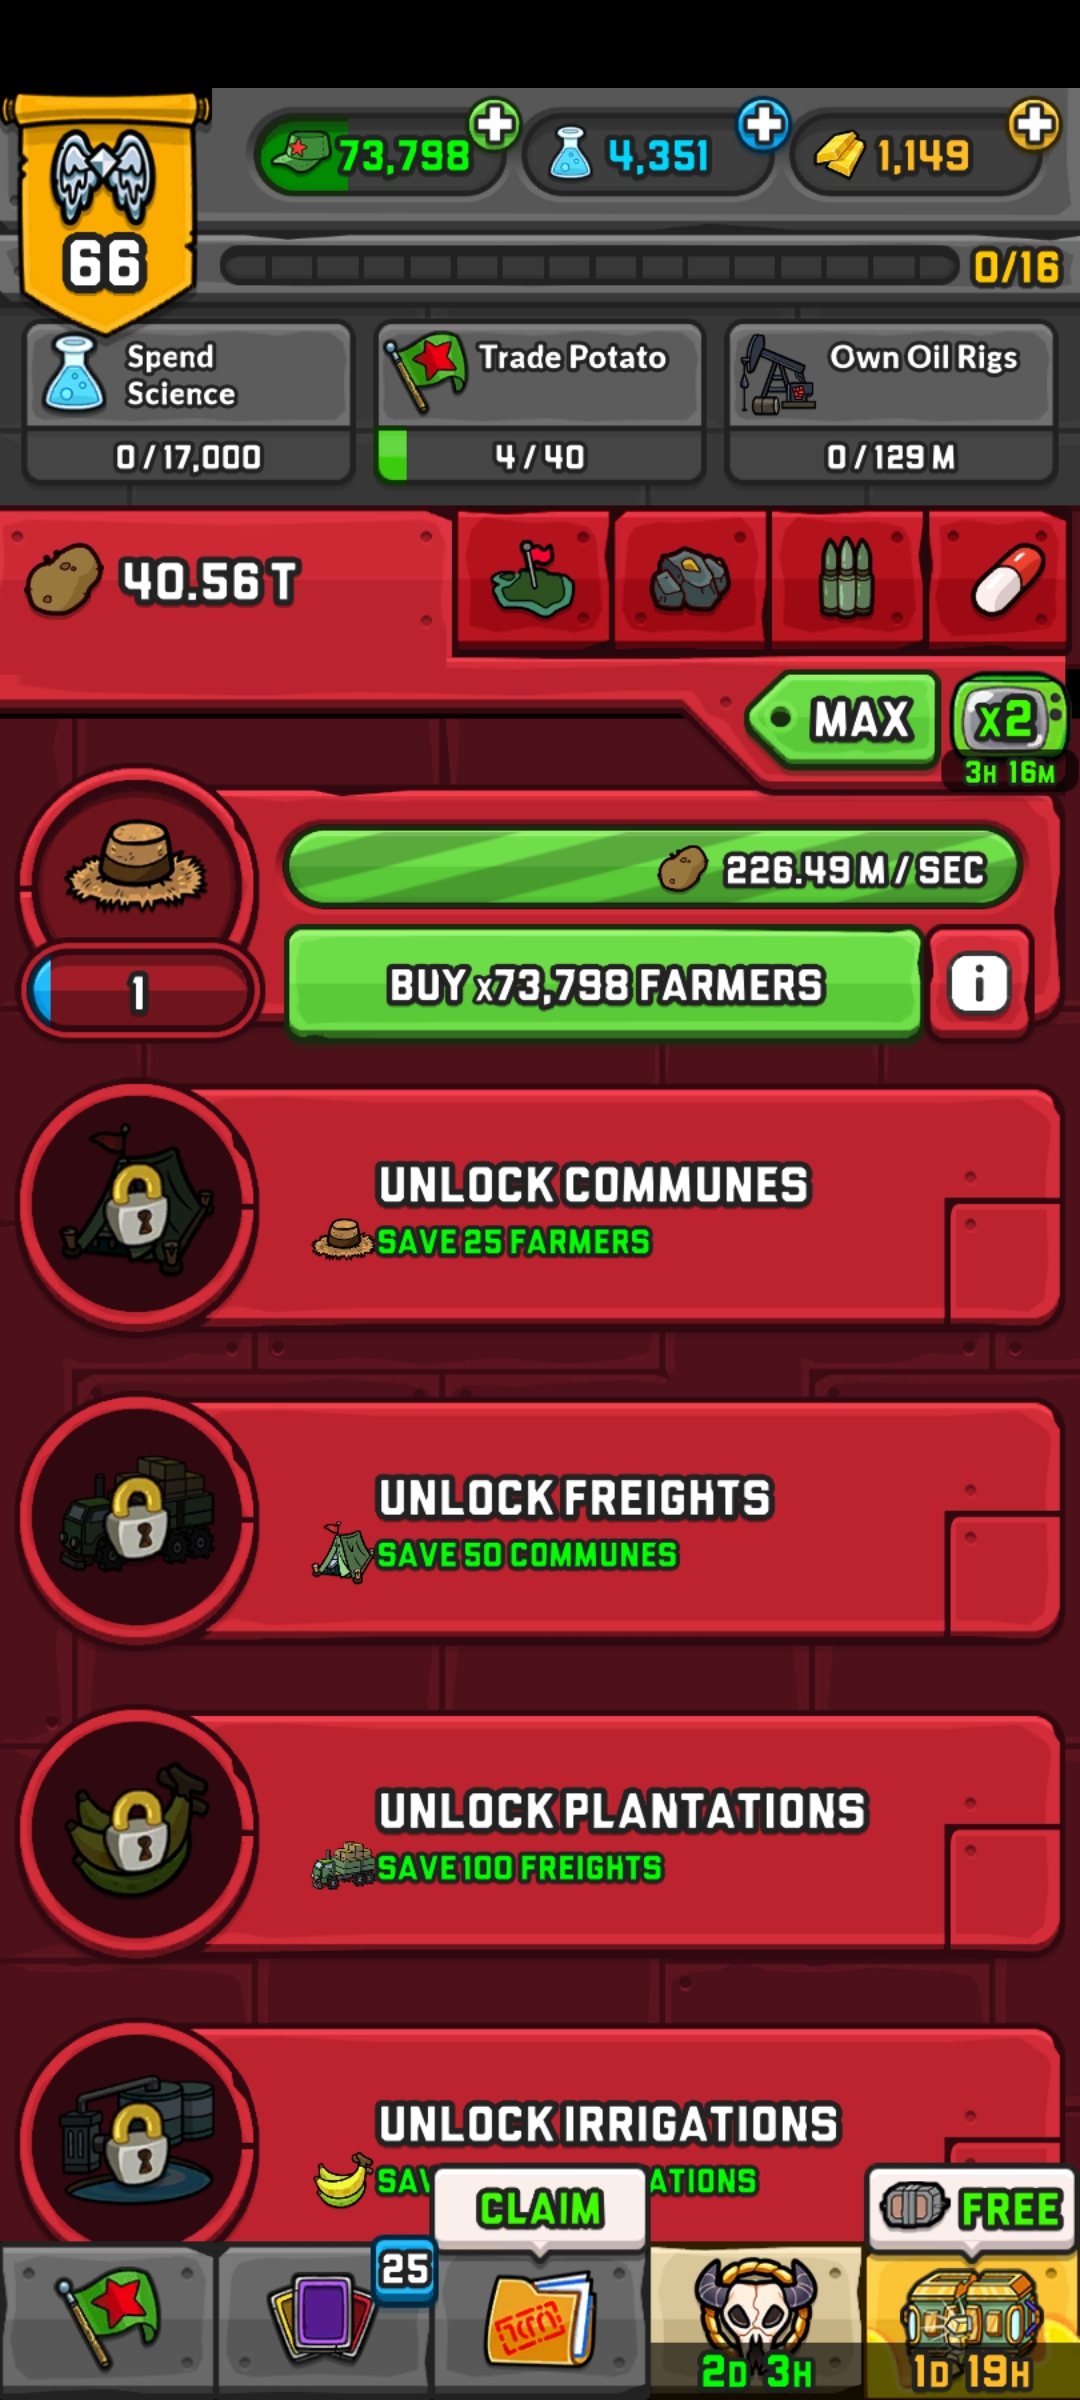 73,798
4,351
1,149
66
0/16
Spend
Science
0/17,000
Trade Potato
4/40
Own Oil Rigs
0/129 M
40.56 T
MAX
x2
3H 16M
226.49 M / SEC
1
BUY x73,798 FARMERS
i
UNLOCK COMMUNES
SAVE 25 FARMERS
UNLOCK FREIGHTS
SAVE 50 COMMUNES
UNLOCK PLANTATIONS
SAVE 100 FREIGHTS
UNLOCK IRRIGATIONS
CLAIM
FREE
25
2D 3H
1D 19H